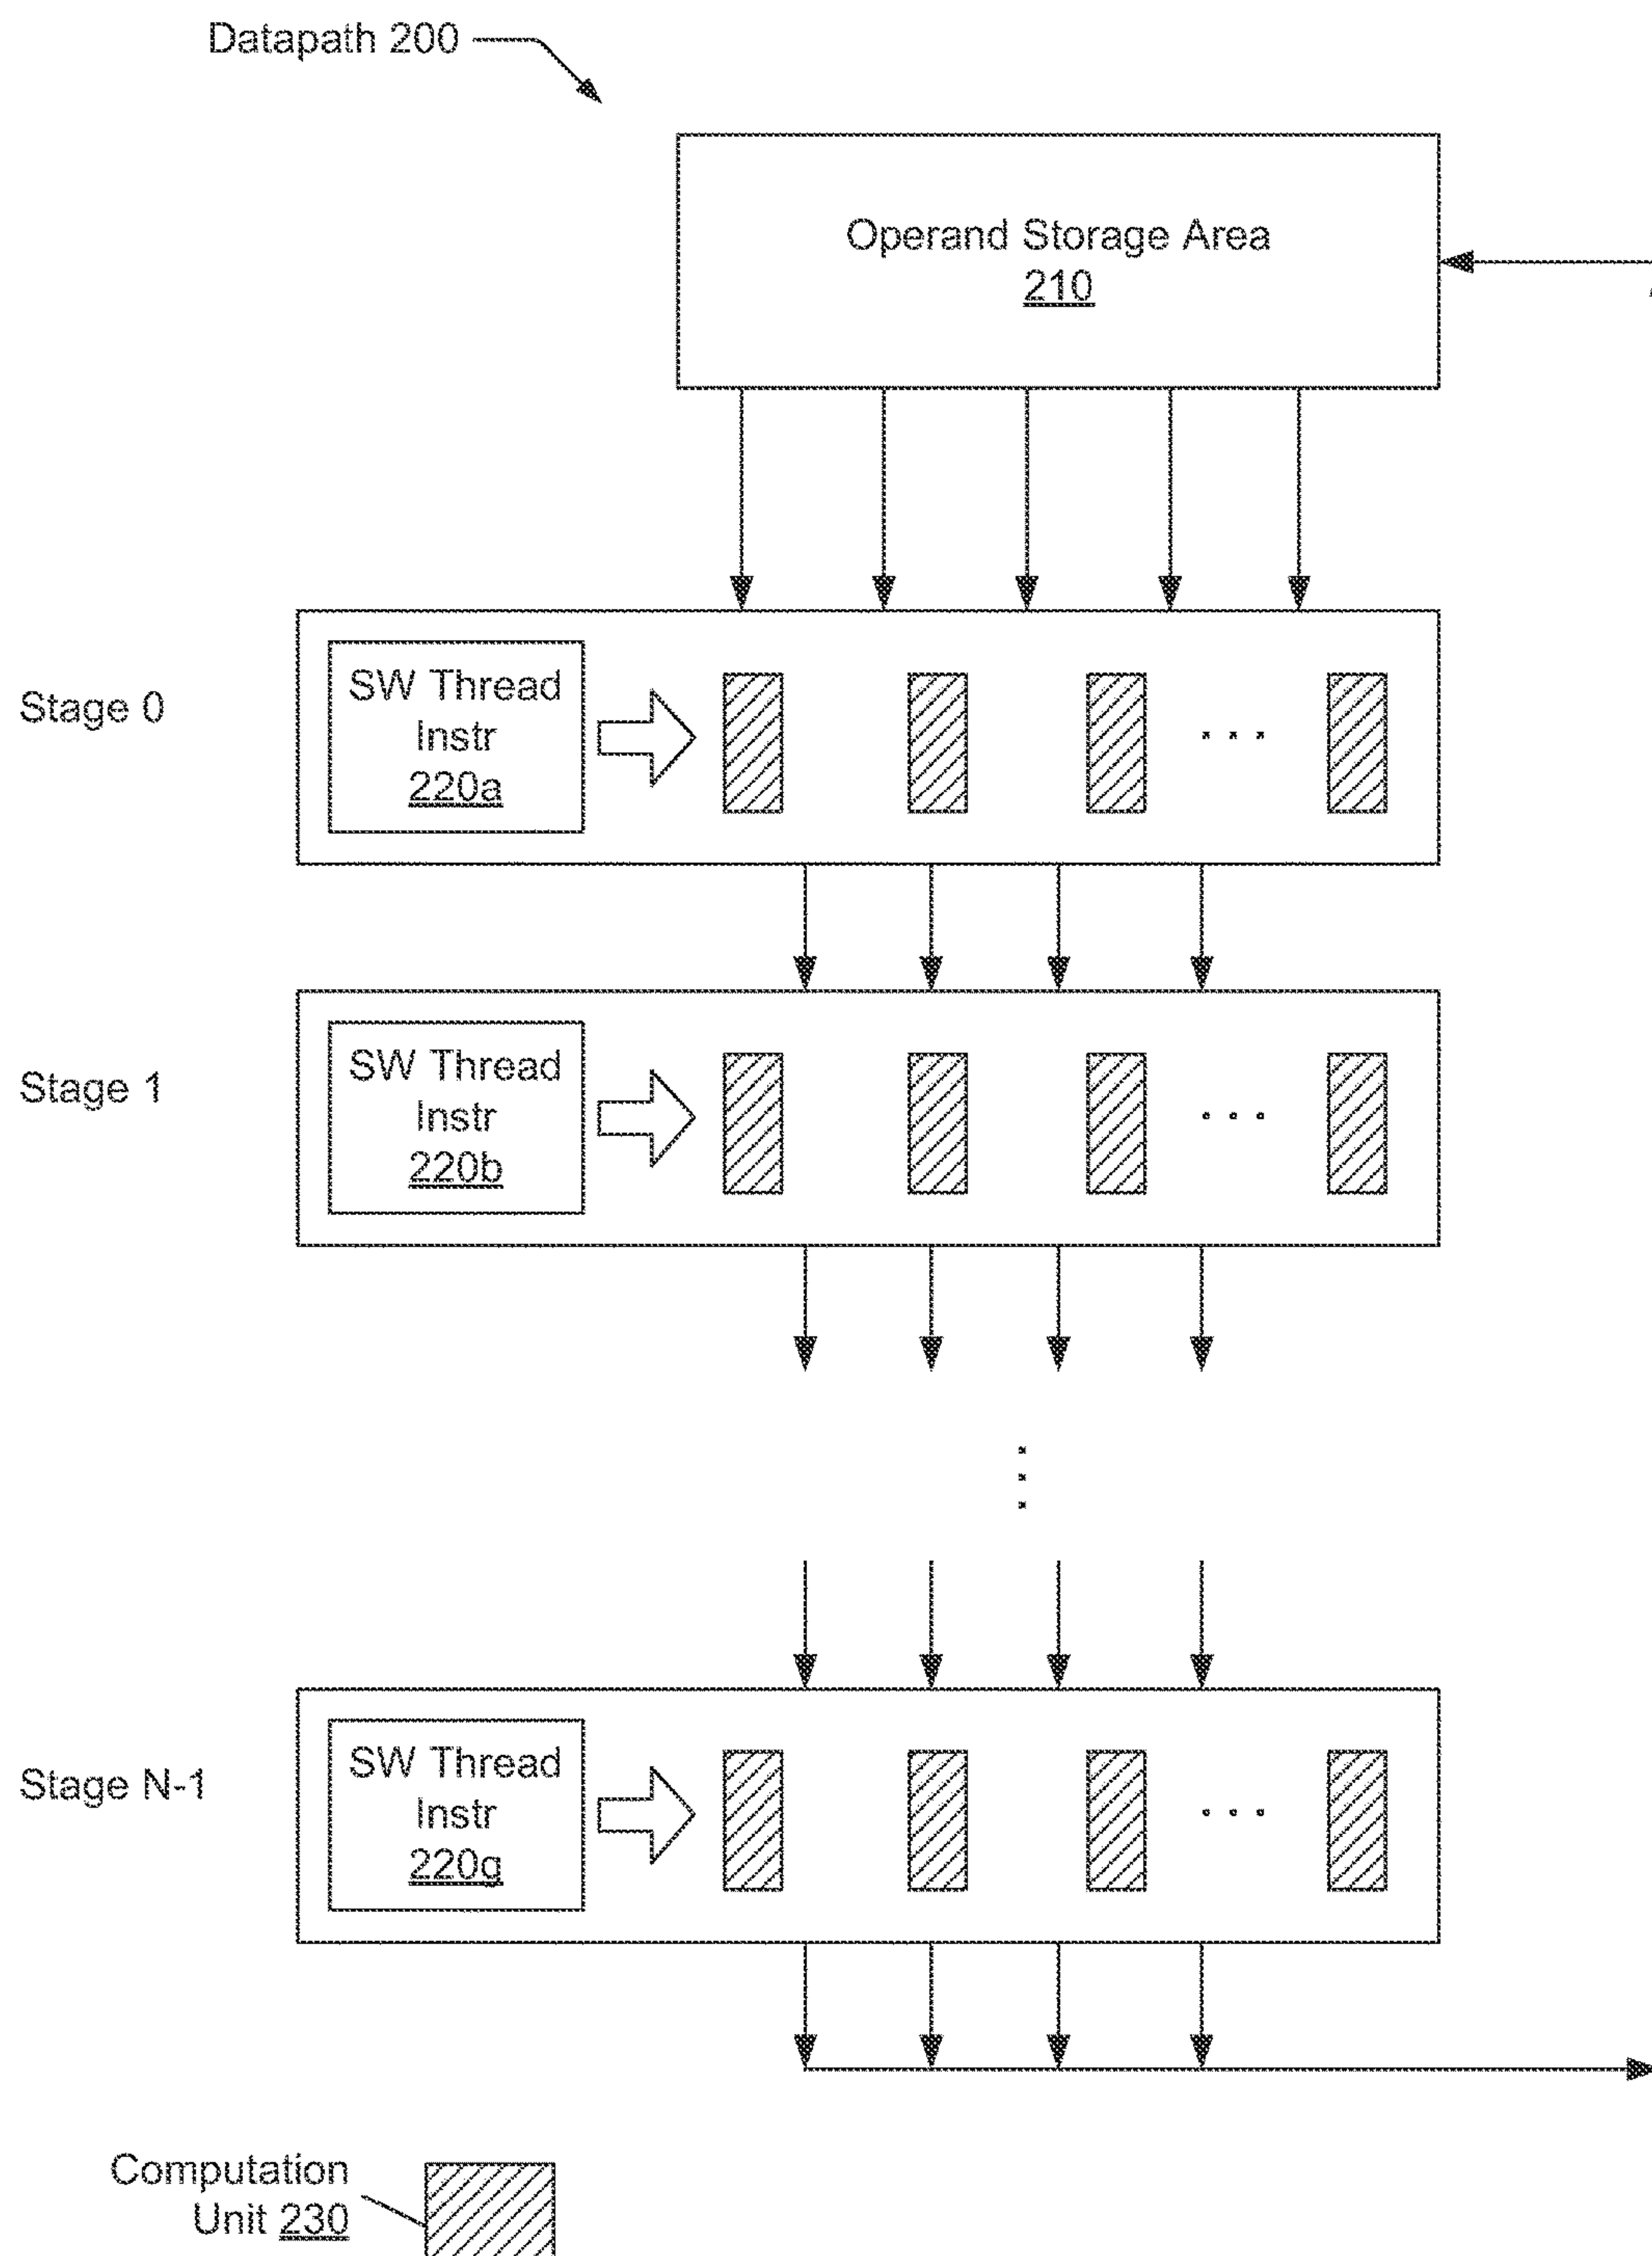 Datapath 200
Operand Storage Area
210
Stage 0
SW Thread
Instr
220a
Stage 1
SW Thread
Instr
220b
Stage N-1
SW Thread
Instr
220g
Computation
Unit 230